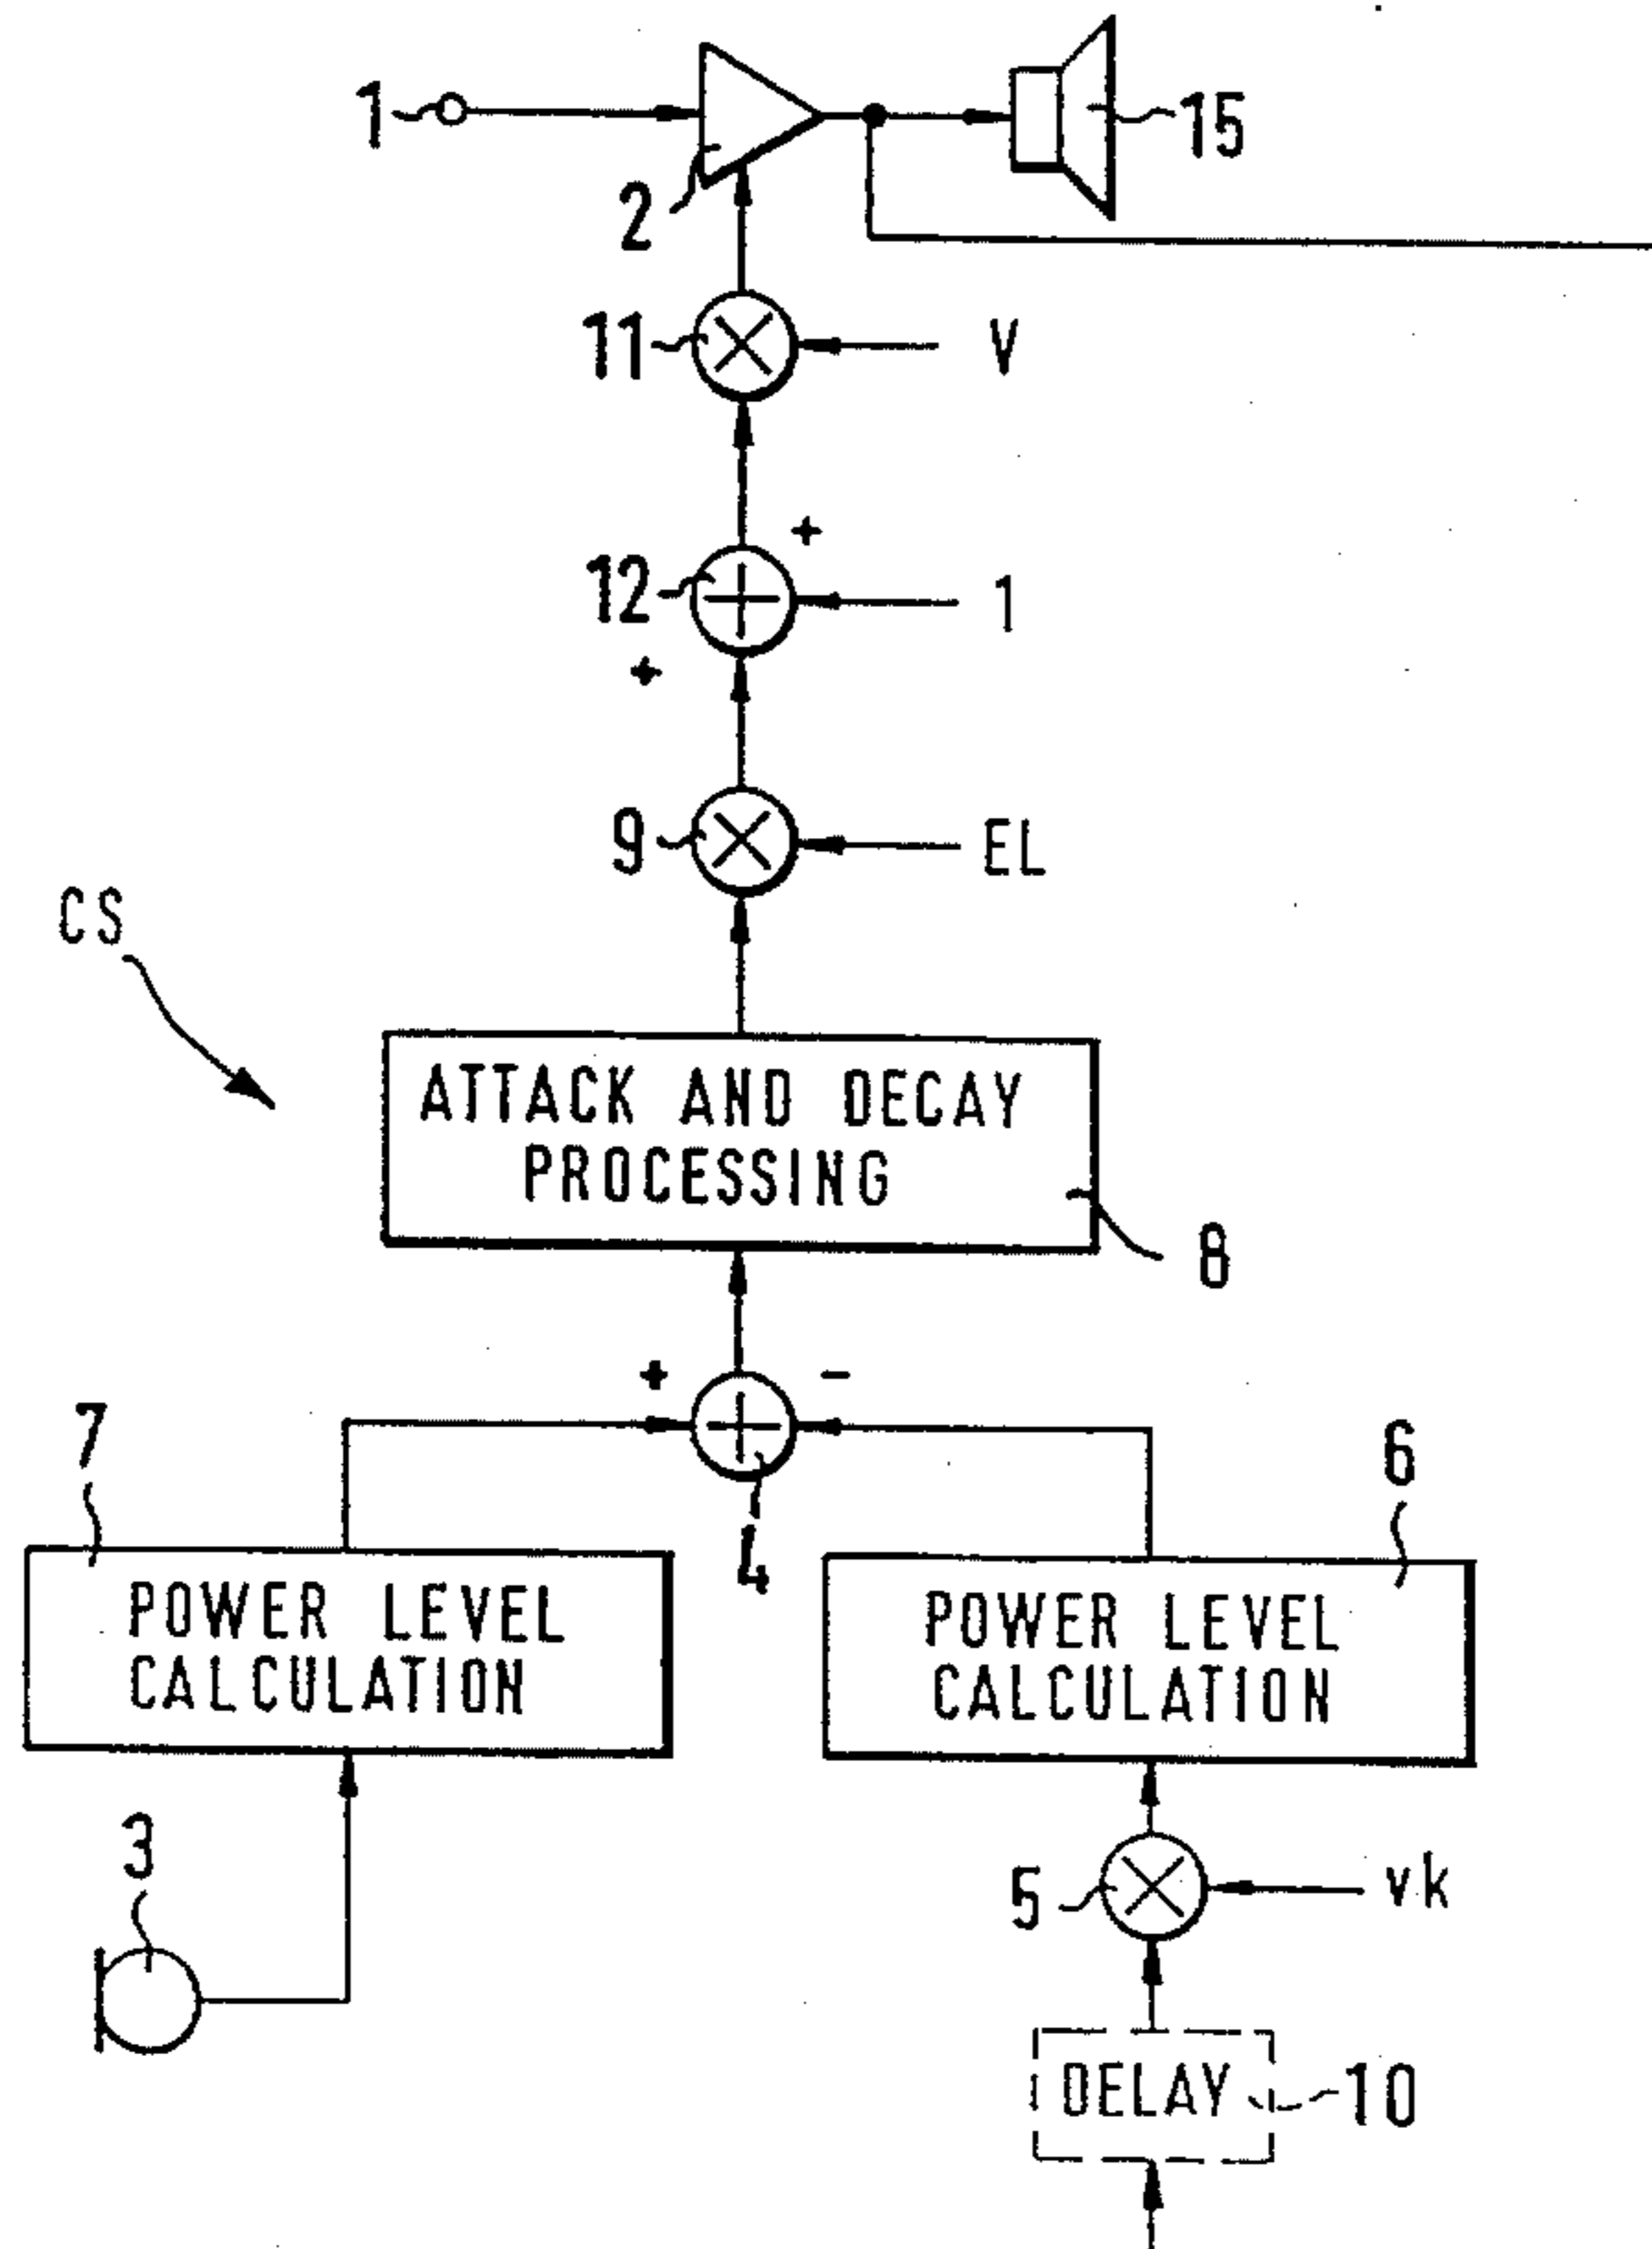 1
15
2
11
V
12
+
1
+
9
EL
CS
ATTACK AND DECAY
PROCESSING
8
+
-
7
4
6
POWER LEVEL
CALCULATION
POWER LEVEL
CALCULATION
3
5
vk
DELAY
10